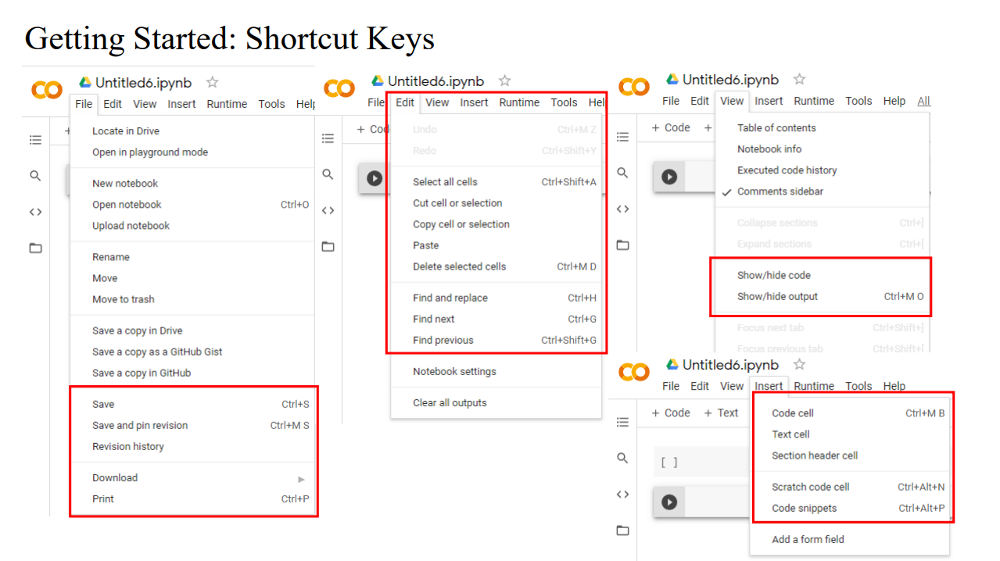 Getting Started: Shortcut Keys
Untitled6.ipynb
File Edit View Insert Runtime Tools Help
Locate in Drive
Open in playground mode
New notebook
Open notebook Ctrl+O
Upload notebook
Rename
Move
Move to trash
Save a copy in Drive
Save a copy as a GitHub Gist
Save a copy in GitHub
Save Ctrl+S
Save and pin revision Ctrl+M S
Revision history
Download
Print Ctrl+P
Untitled6.ipynb
File Edit View Insert Runtime Tools Hel
+ Cod
Undo Ctrl+M Z
Redo Ctrl+Shift+Y
Select all cells Ctrl+Shift+A
Cut cell or selection
Copy cell or selection
Paste
Delete selected cells Ctrl+M D
Find and replace Ctrl+H
Find next Ctrl+G
Find previous Ctrl+Shift+G
Notebook settings
Clear all outputs
Untitled6.ipynb
File Edit View Insert Runtime Tools Help All
+ Code +
Table of contents
Notebook info
Executed code history
Comments sidebar
Collapse sections Ctrl+]
Expand sections Ctrl+[
Show/hide code
Show/hide output Ctrl+M O
Focus next tab Ctrl+Shift+]
Focus previous tab Ctrl+Shift+[
Untitled6.ipynb
File Edit View Insert Runtime Tools Help
+ Code + Text
[ ]
Code cell Ctrl+M B
Text cell
Section header cell
Scratch code cell Ctrl+Alt+N
Code snippets Ctrl+Alt+P
Add a form field